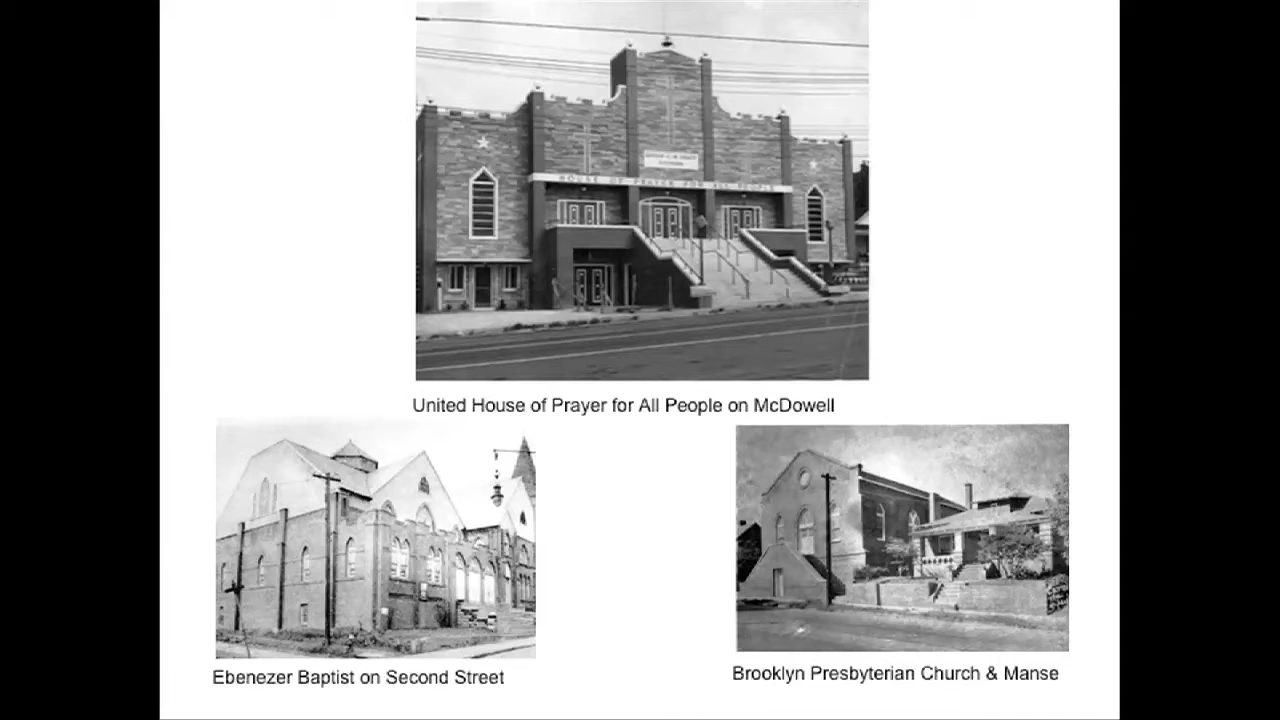 HOUSE OF PRAYER FOR ALL PEOPLE
United House of Prayer for All People on McDowell
Ebenezer Baptist on Second Street
Brooklyn Presbyterian Church & Manse